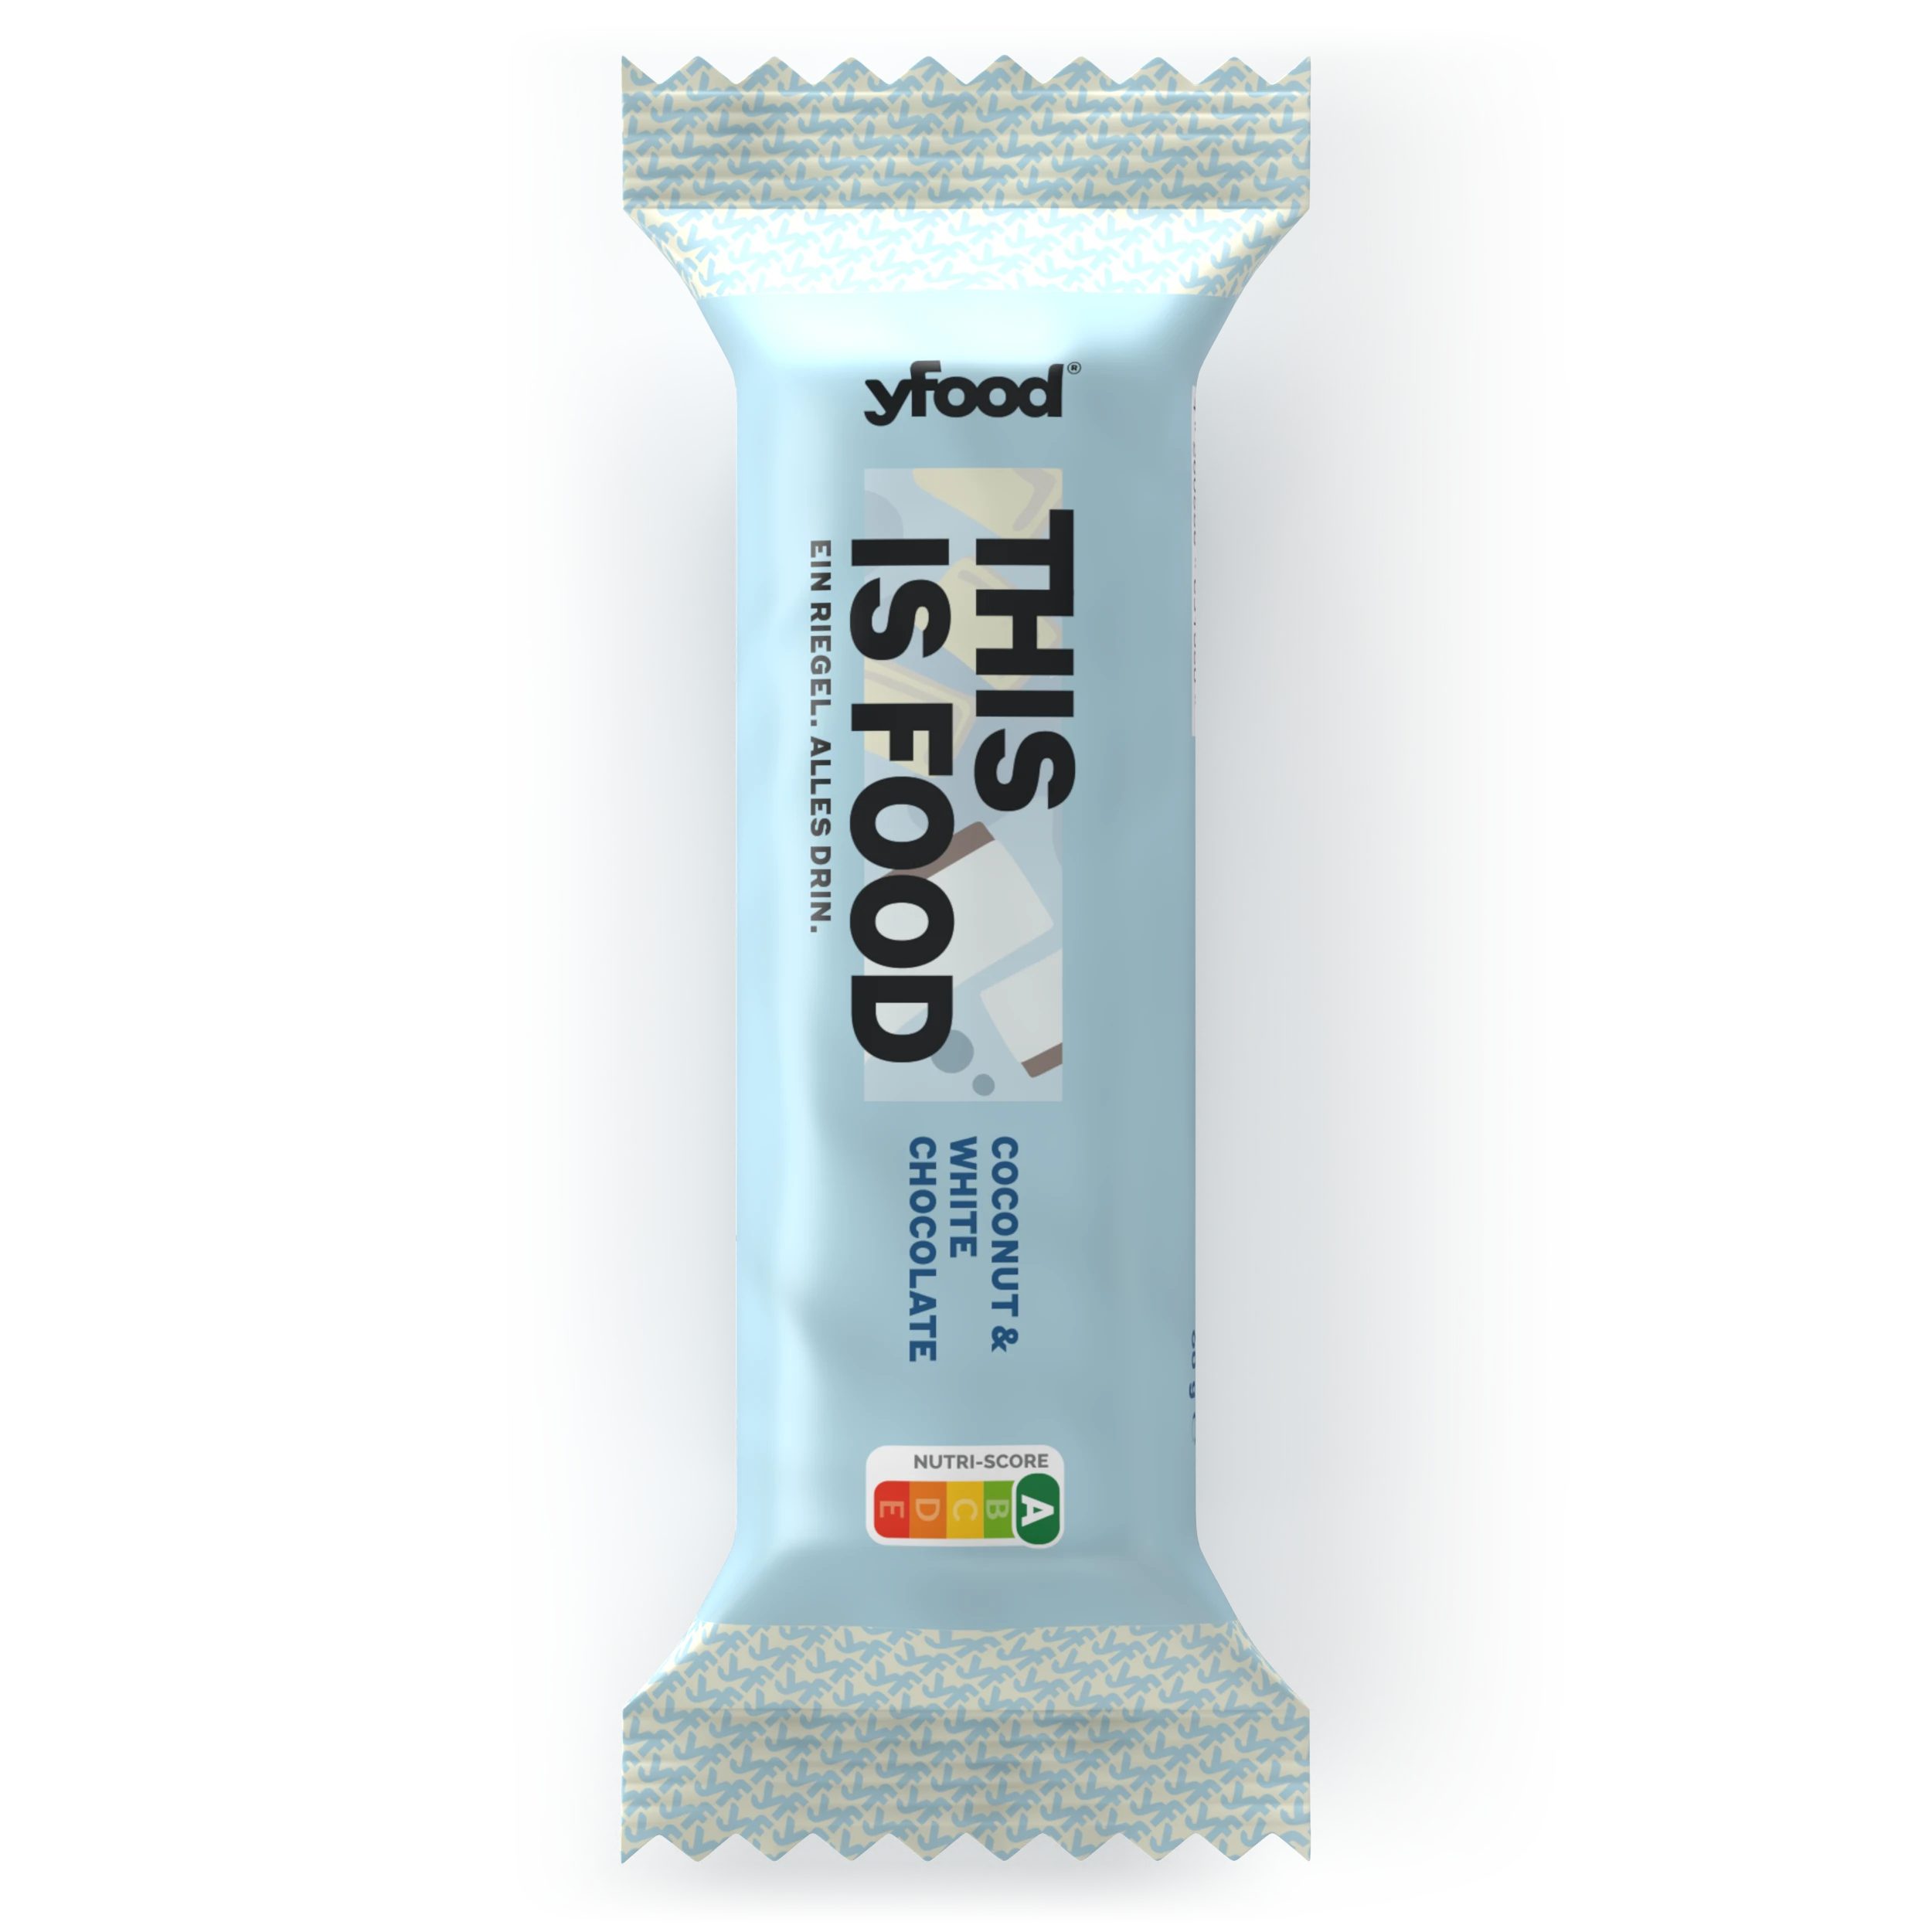 yfood®
THIS
IS FOOD
EIN RIEGEL. ALLES DRIN.
COCONUT &
WHITE
CHOCOLATE
NUTRI-SCORE
A B C D E